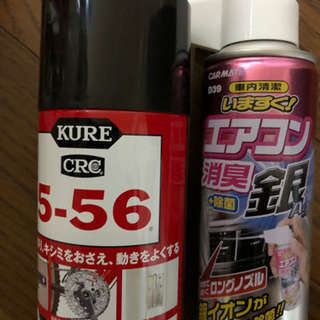 KURE
CRC
5-56
キシミをおさえ、動きをよくする
CARMATE
D39
車内清潔
いますぐ!
エアコン
消臭
+除菌
銀
ロングノズル
イオンが